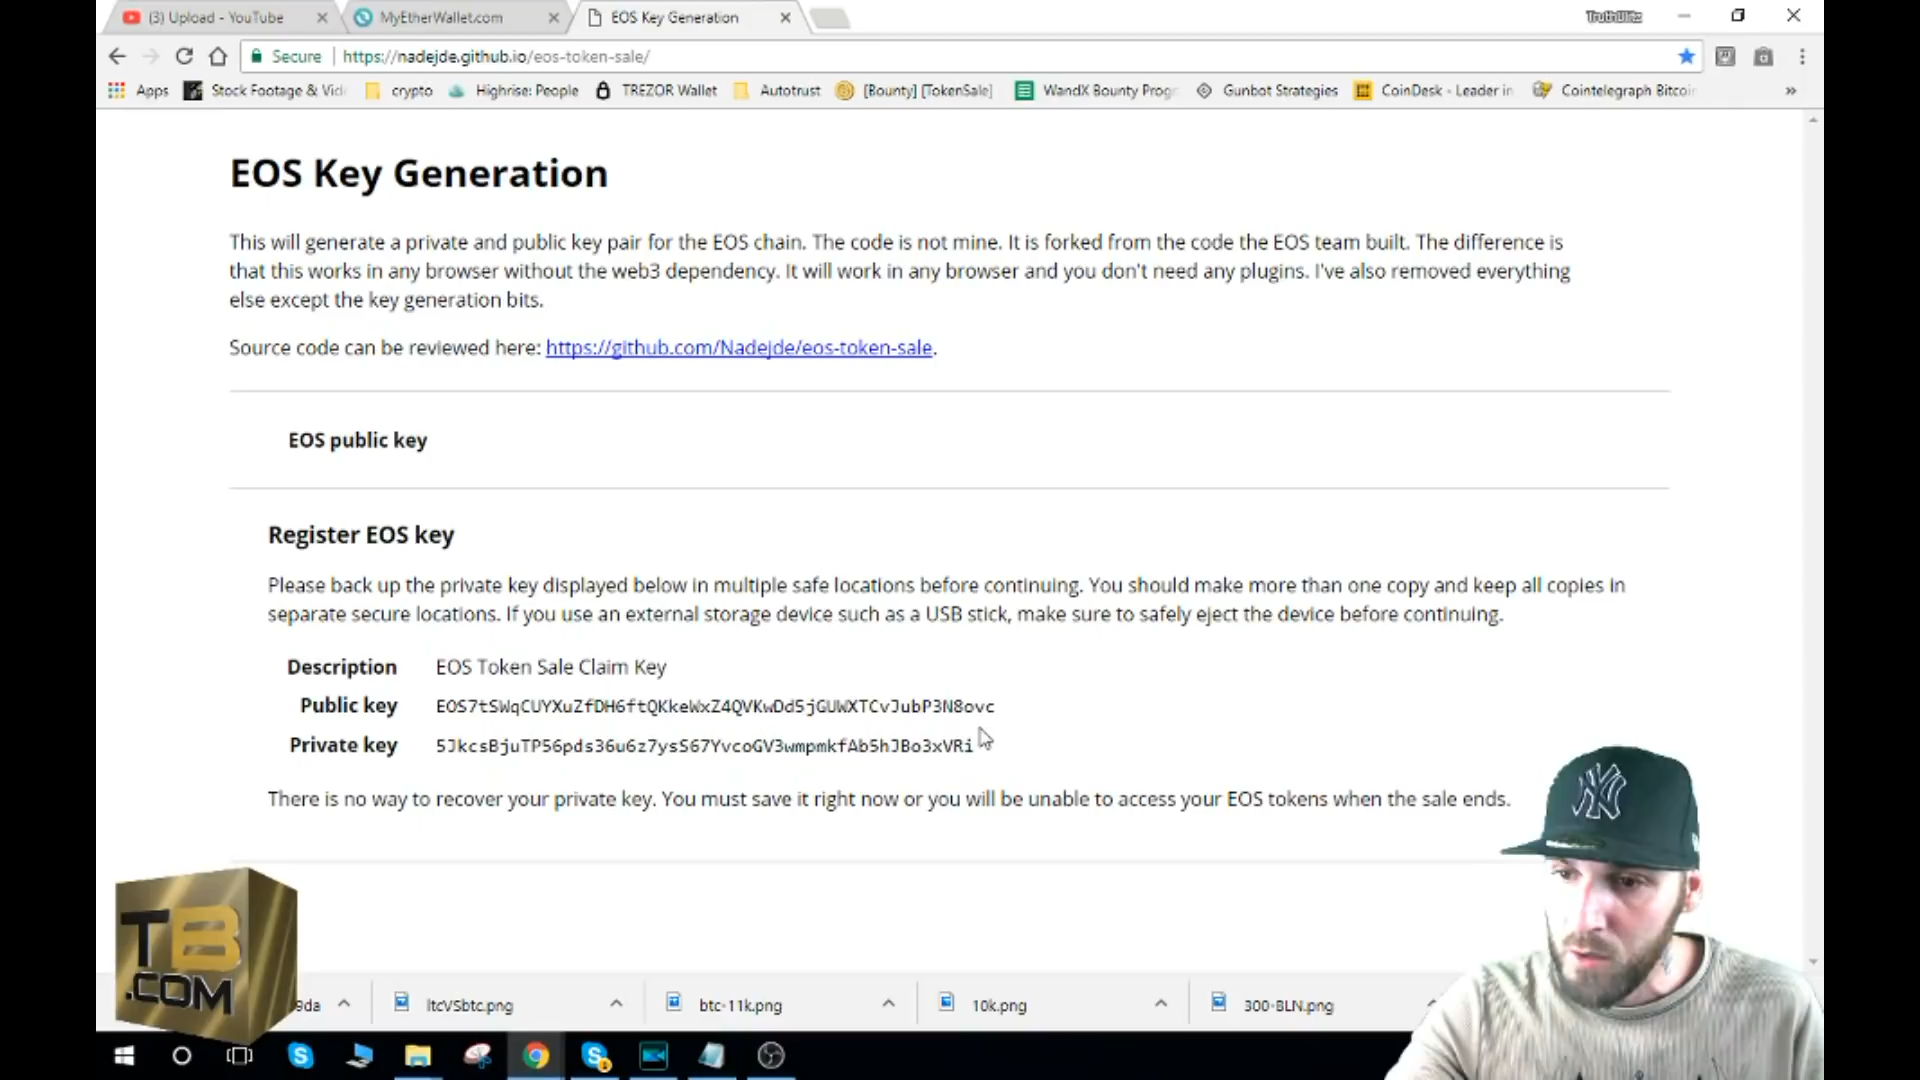 (3) Upload - YouTube
MyEtherWallet.com
EOS Key Generation
TruthBlitz
Secure
https://nadejde.github.io/eos-token-sale/
Apps
Stock Footage & Vid
crypto
Highrise: People
TREZOR Wallet
Autotrust
[Bounty] [TokenSale]
WandX Bounty Prog
Gunbot Strategies
CoinDesk - Leader in
Cointelegraph Bitcoi
»
EOS Key Generation
This will generate a private and public key pair for the EOS chain. The code is not mine. It is forked from the code the EOS team built. The difference is
that this works in any browser without the web3 dependency. It will work in any browser and you don't need any plugins. I've also removed everything
else except the key generation bits.
Source code can be reviewed here: https://github.com/Nadejde/eos-token-sale.
EOS public key
Register EOS key
Please back up the private key displayed below in multiple safe locations before continuing. You should make more than one copy and keep all copies in
separate secure locations. If you use an external storage device such as a USB stick, make sure to safely eject the device before continuing.
Description EOS Token Sale Claim Key
Public key EOS7tSWqCUYXuZfDH6ftQKkeWxZ4QVKwDd5jGUWXTCvJubP3N8ovc
Private key 5JkcsBjuTP56pds36u6z7ysS67YvcoGV3wmpmkfAb5hJBo3xVRi
There is no way to recover your private key. You must save it right now or you will be unable to access your EOS tokens when the sale ends.
TB
.COM
9da
ltcVSbtc.png
btc-11k.png
10k.png
300-BLN.png
NY